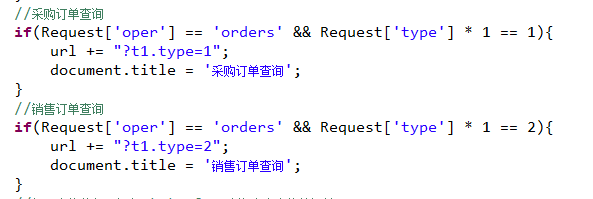 //采购订单查询
if(Request['oper'] == 'orders' && Request['type'] * 1 == 1){
    url += "?t1.type=1";
    document.title = '采购订单查询';
}
//销售订单查询
if(Request['oper'] == 'orders' && Request['type'] * 1 == 2){
    url += "?t1.type=2";
    document.title = '销售订单查询';
}